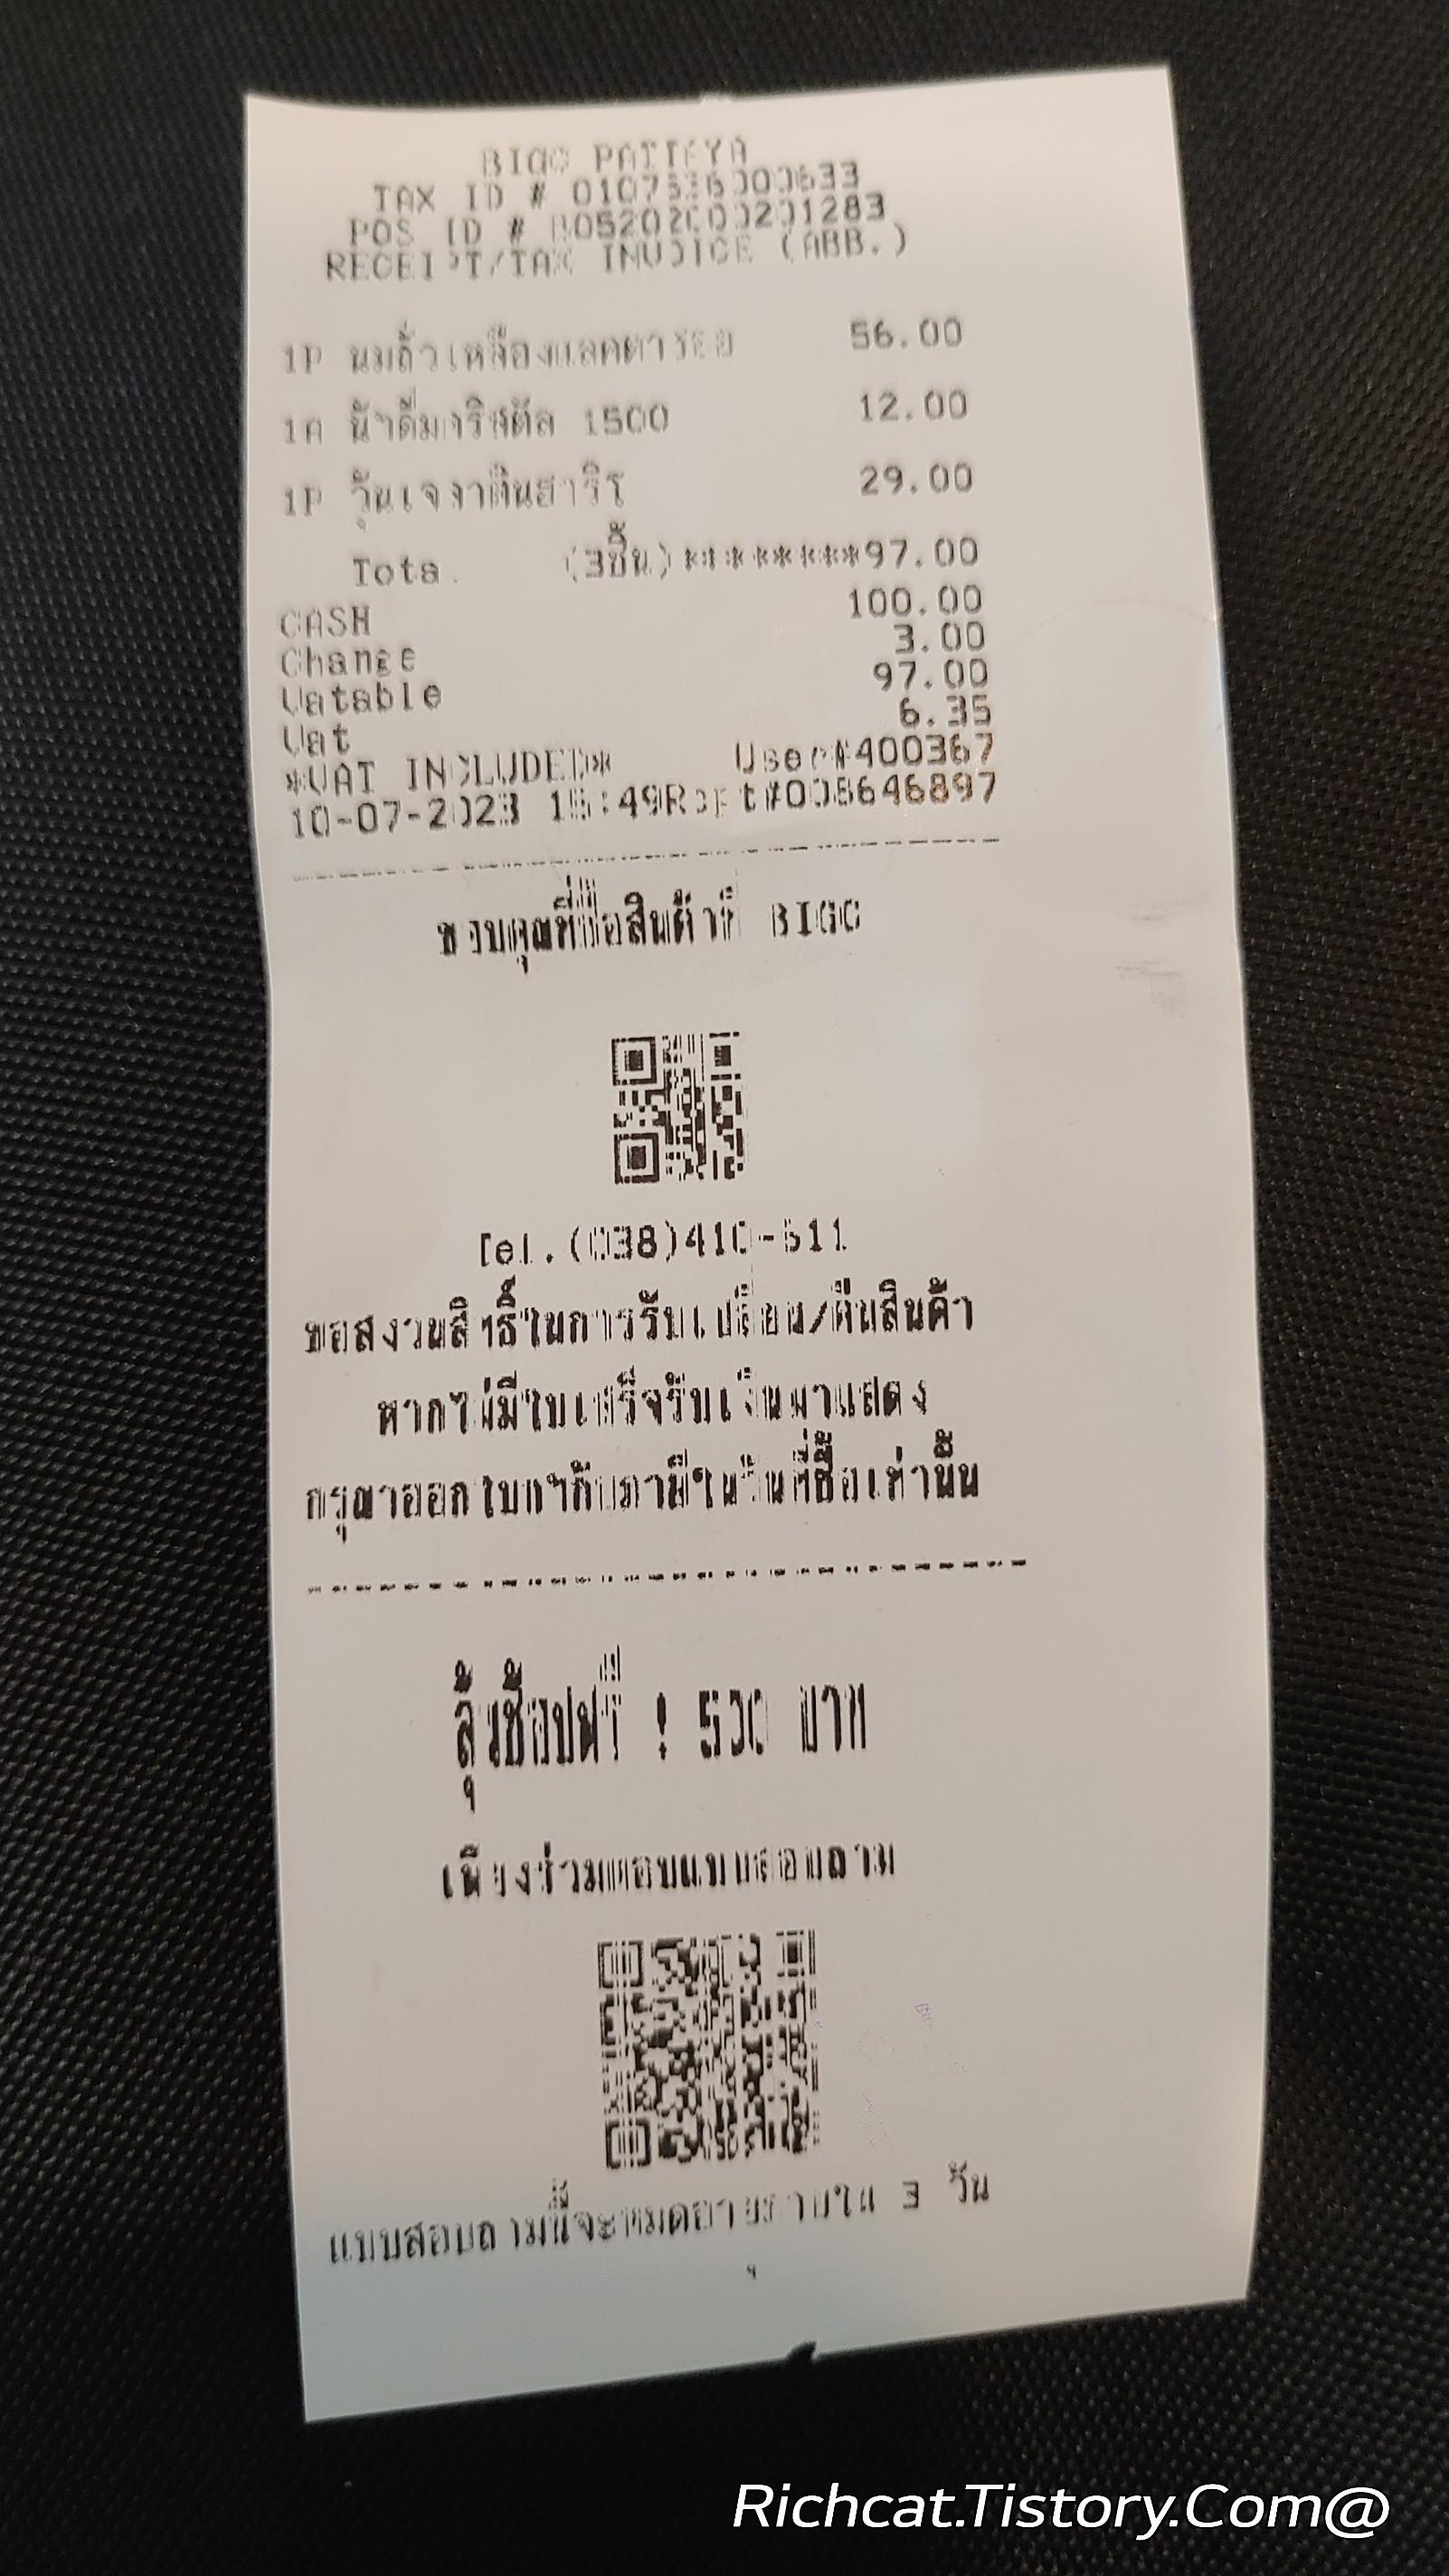 BIGC PATTAYA
TAX ID # 0107536000633
POS ID # B05202000201283
RECEIPT/TAX INVOICE (ABB.)
1P นมถั่วเหลืองแลคตาซอย 56.00
1A น้ำดื่มคริสตัล 1500 12.00
1P วุ้นเจงาดินฮาริ 29.00
Total (3ชิ้น)********97.00
CASH 100.00
Change 3.00
Vatable 97.00
Vat 6.35
*VAT INCLUDED* User#400367
10-07-2023 15:49Rcpt#008646897
ขอบคุณที่ซื้อสินค้าที่ BIGC
Tel.(038)410-511
ขอสงวนสิทธิ์ในการรับเปลี่ยน/คืนสินค้า
หากไม่มีใบเสร็จรับเงินมาแสดง
กรุณาออกใบกำกับภาษีในวันที่ซื้อเท่านั้น
ลุ้นช้อปฟรี ! 500 บาท
เพียงร่วมตอบแบบสอบถาม
แบบสอบถามนี้จะหมดอายุภายใน 3 วัน
Richcat.Tistory.Com@